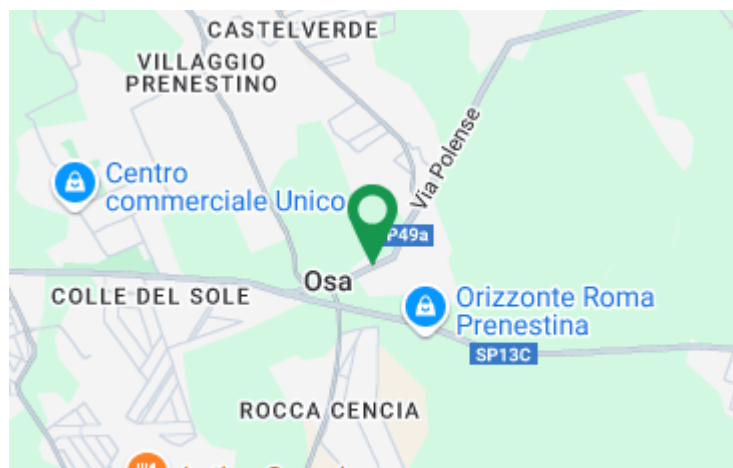 CASTELVERDE
VILLAGGIO
PRENESTINO
Centro
commerciale Unico
Via Polense
P49a
Osa
COLLE DEL SOLE
Orizzonte Roma
Prenestina
SP13C
ROCCA CENCIA